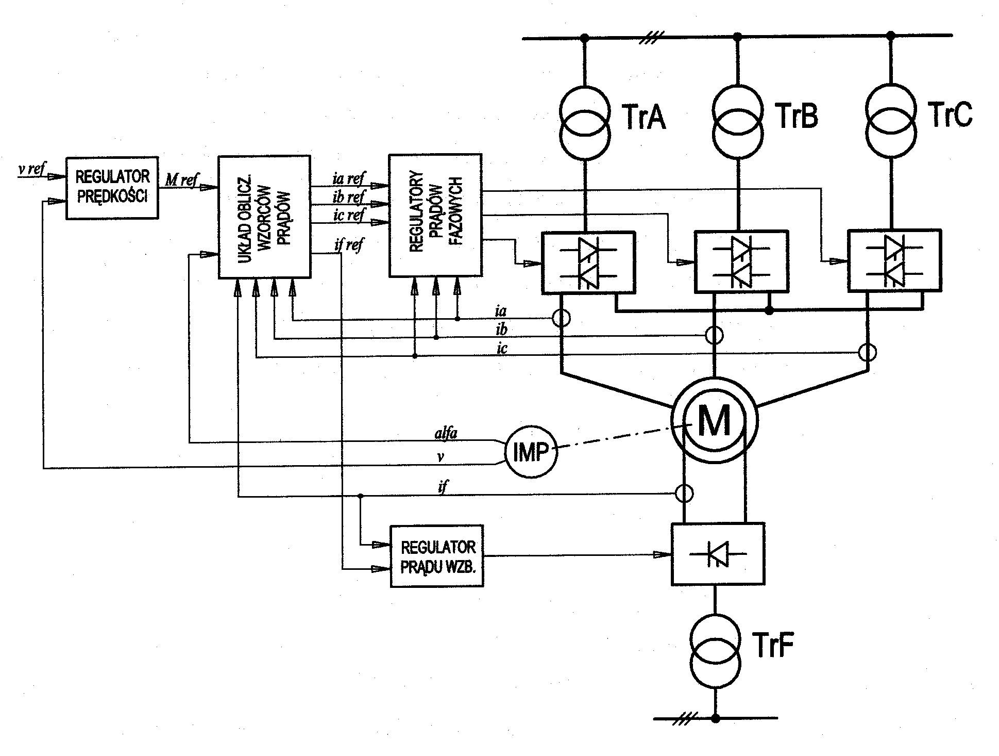 TrA
TrB
TrC
v ref
REGULATOR
PRĘDKOŚCI
M ref
UKŁAD OBLICZ.
WZORCÓW
PRĄDÓW
ia ref
ib ref
ic ref
if ref
REGULATORY
PRĄDÓW
FAZOWYCH
ia
ib
ic
M
alfa
IMP
v
if
REGULATOR
PRĄDU WZB.
TrF